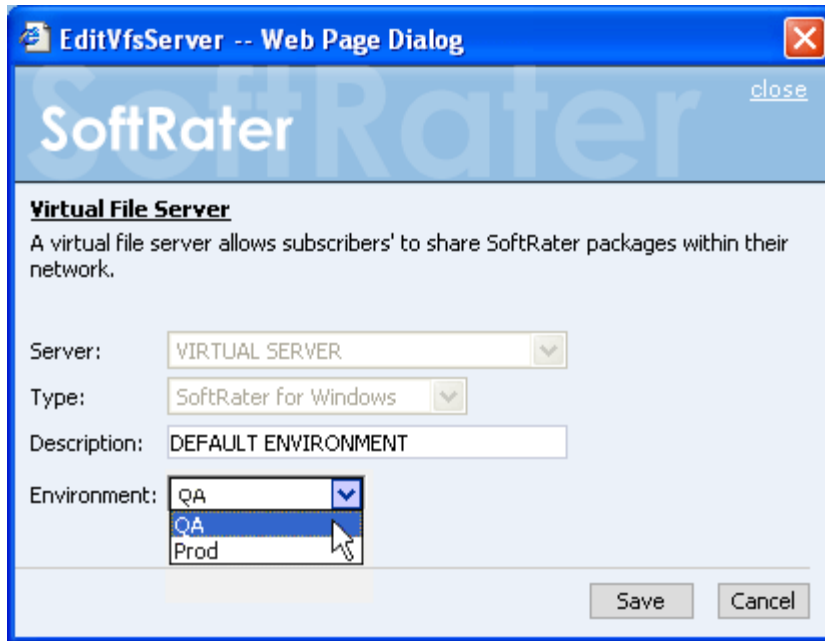 EditVfsServer -- Web Page Dialog
SoftRater
close
SoftRater
Virtual File Server
A virtual file server allows subscribers' to share SoftRater packages within their
network.
Server: VIRTUAL SERVER
Type: SoftRater for Windows
Description: DEFAULT ENVIRONMENT
Environment: QA
QA
Prod
Save Cancel